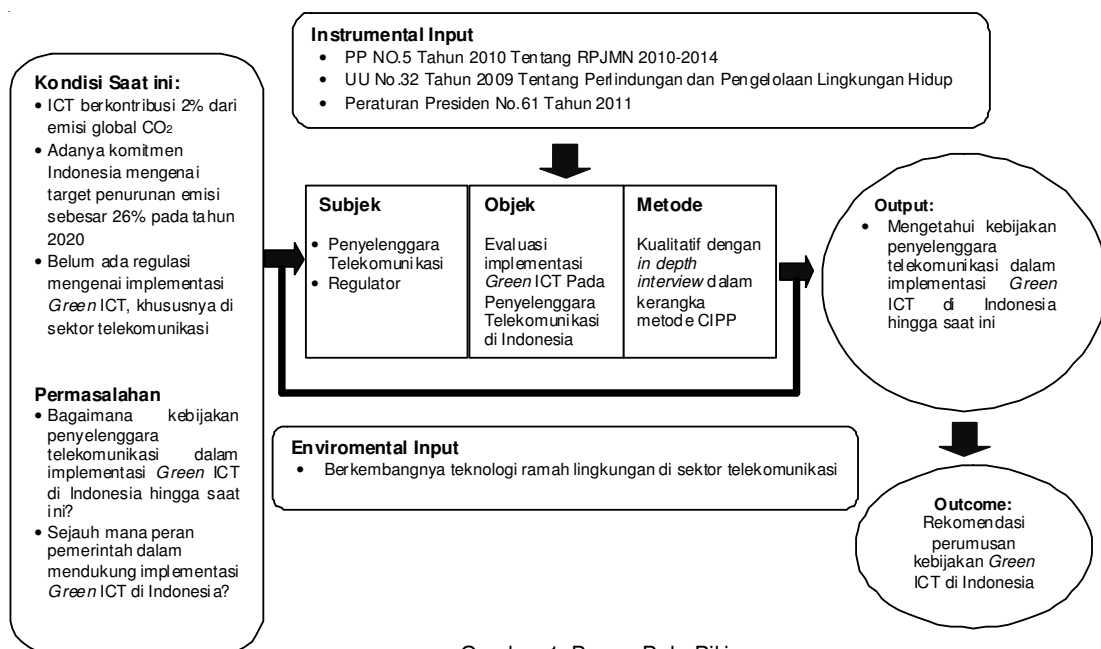 Instrumental Input
• PP NO.5 Tahun 2010 Tentang RPJMN 2010-2014
• UU No.32 Tahun 2009 Tentang Perlindungan dan Pengelolaan Lingkungan Hidup
• Peraturan Presiden No.61 Tahun 2011
Kondisi Saat ini:
• ICT berkontribusi 2% dari
emisi global CO2
• Adanya komitmen
Indonesia mengenai
target penurunan emisi
sebesar 26% pada tahun
2020
• Belum ada regulasi
mengenai implementasi
Green ICT, khususnya di
sektor telekomunikasi
Permasalahan
• Bagaimana kebijakan
penyelenggara
telekomunikasi dalam
implementasi Green ICT
di Indonesia hingga saat
ini?
• Sejauh mana peran
pemerintah dalam
mendukung implementasi
Green ICT di Indonesia?
Subjek
• Penyelenggara
Telekomunikasi
• Regulator
Objek
Evaluasi
implementasi
Green ICT Pada
Penyelenggara
Telekomunikasi
di Indonesia
Metode
Kualitatif dengan
in depth
interview dalam
kerangka
metode CIPP
Enviromental Input
• Berkembangnya teknologi ramah lingkungan di sektor telekomunikasi
Output:
• Mengetahui kebijakan
penyelenggara
telekomunikasi dalam
implementasi Green
ICT di Indonesia
hingga saat ini
Outcome:
Rekomendasi
perumusan
kebijakan Green
ICT di Indonesia